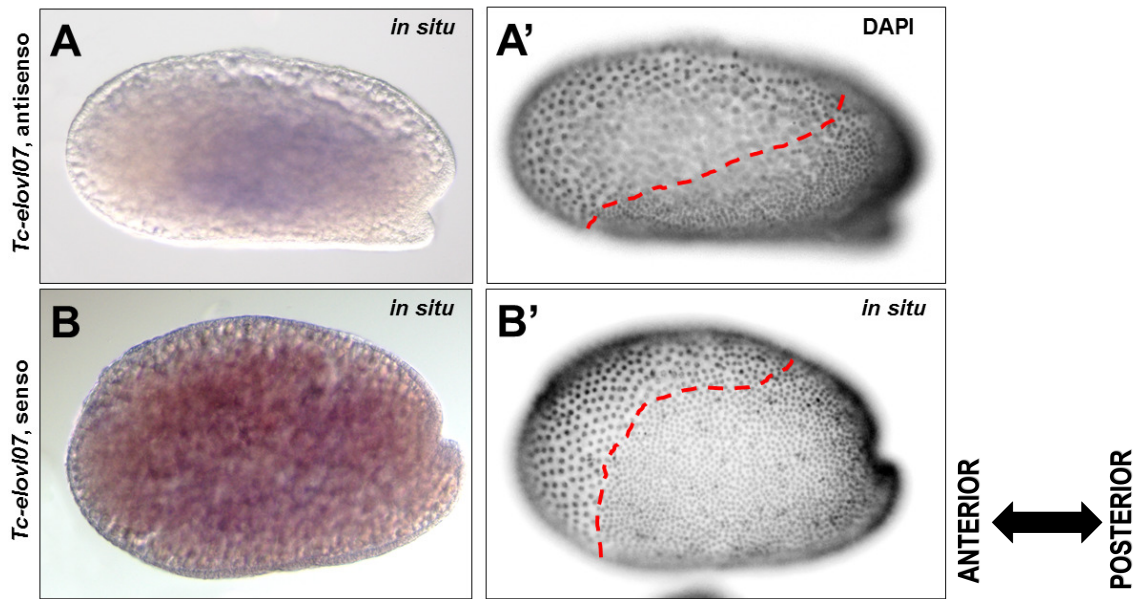 A
in situ
A'
DAPI
Tc-elovl07, antisenso
B
in situ
B'
in situ
Tc-elovl07, senso
ANTERIOR
POSTERIOR